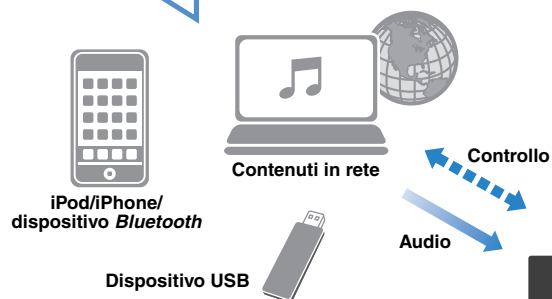 Controllo
Contenuti in rete
iPod/iPhone/
dispositivo Bluetooth
Audio
Dispositivo USB